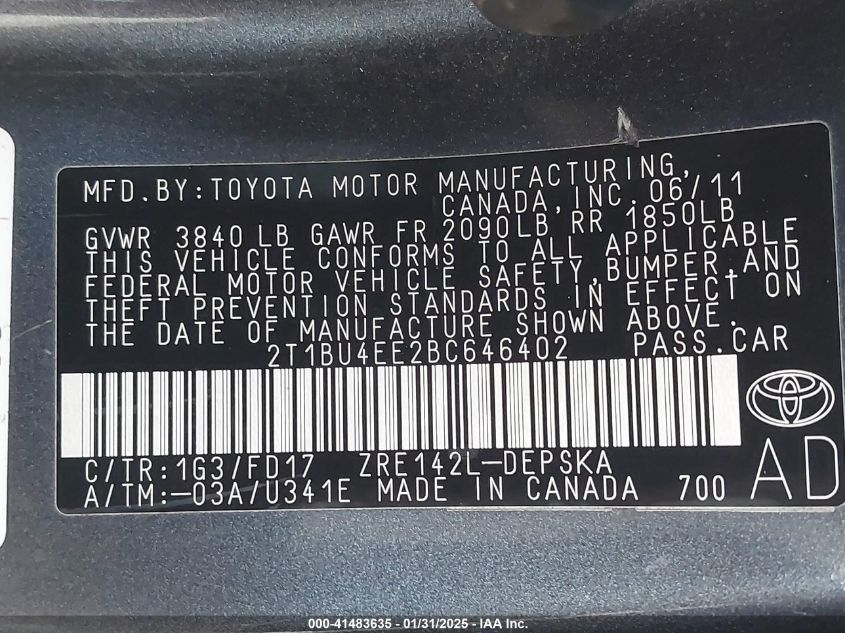 MFD.BY:TOYOTA MOTOR MANUFACTURING,
CANADA,INC. 06/11
GVWR 3840 LB GAWR FR 2090LB RR 1850LB
THIS VEHICLE CONFORMS TO ALL APPLICABLE
FEDERAL MOTOR VEHICLE SAFETY,BUMPER,AND
THEFT PREVENTION STANDARDS IN EFFECT ON
THE DATE OF MANUFACTURE SHOWN ABOVE.
2T1BU4EE2BC646402 PASS.CAR
C/TR:1G3/FD17 ZRE142L-DEPSKA
A/TM:-03A/U341E MADE IN CANADA 700
AD
000-41483635 - 01/31/2025 - IAA Inc.